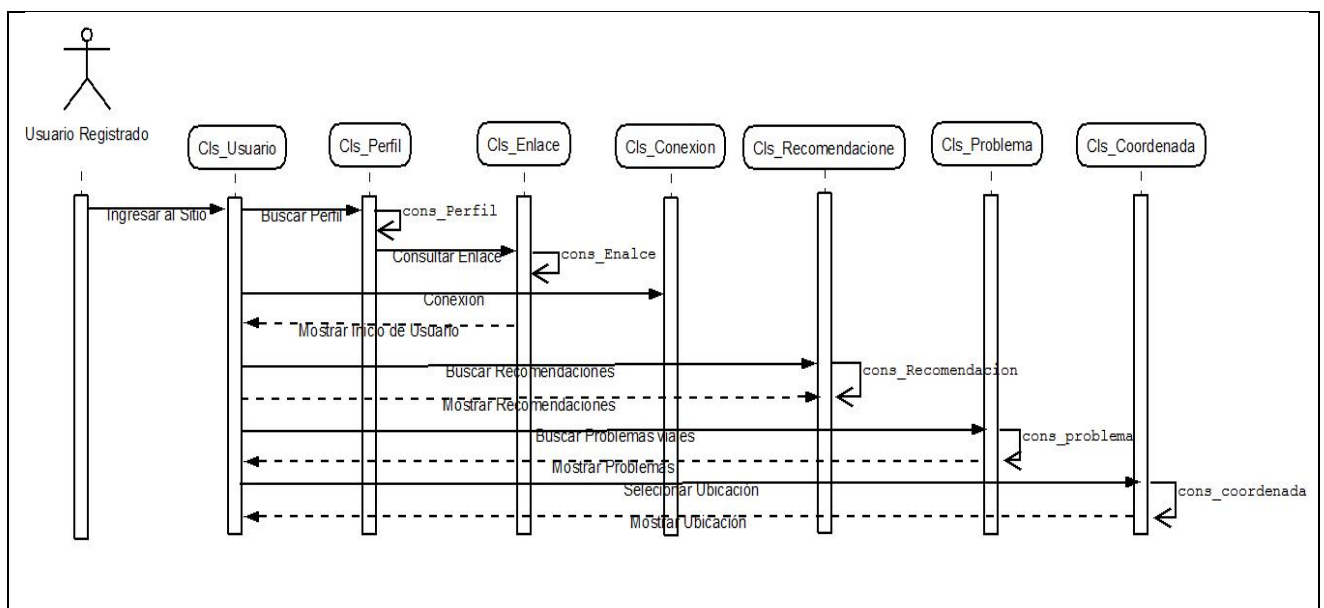 Usuario Registrado
Cls_Usuario
Cls_Perfil
Cls_Enlace
Cls_Conexion
Cls_Recomendacione
Cls_Problema
Cls_Coordenada
Ingresar al Sitio
Buscar Perfil
cons_Perfil
Consultar Enlace
cons_Enalce
Conexion
Mostrar Inicio de Usuario
Buscar Recomendaciones
cons_Recomendacion
Mostrar Recomendaciones
Buscar Problemas viales
cons_problema
Mostrar Problemas
Selecionar Ubicación
cons_coordenada
Mostrar Ubicación